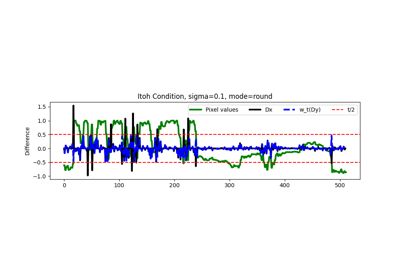 Itoh Condition, sigma=0.1, mode=round
Pixel values Dx w_t(Dy) t/2
1.5
1.0
0.5
0.0
−0.5
−1.0
Difference
0 100 200 300 400 500